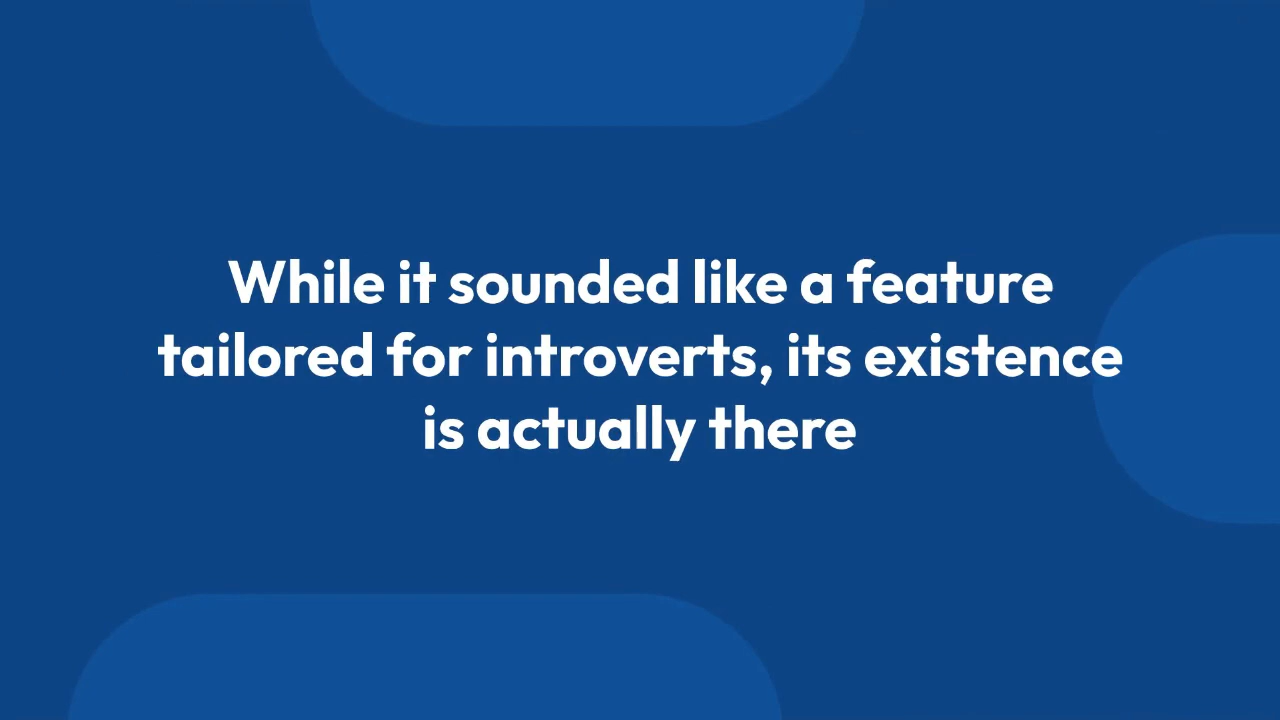 While it sounded like a feature
tailored for introverts, its existence
is actually there